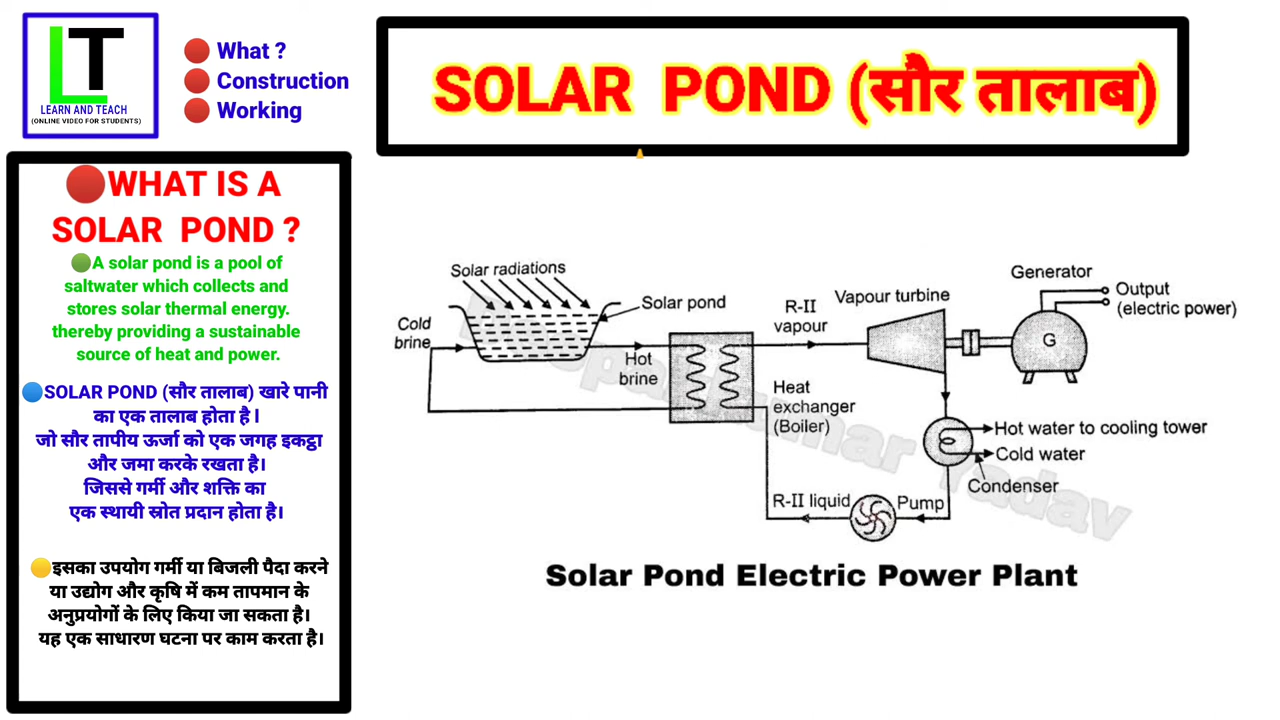 LT
LEARN AND TEACH
(ONLINE VIDEO FOR STUDENTS)
What ?
Construction
Working
SOLAR POND (सौर तालाब)
WHAT IS A
SOLAR POND ?
A solar pond is a pool of
saltwater which collects and
stores solar thermal energy.
thereby providing a sustainable
source of heat and power.
SOLAR POND (सौर तालाब) खारे पानी
का एक तालाब होता है l
जो सौर तापीय ऊर्जा को एक जगह इकट्ठा
और जमा करके रखता है।
जिससे गर्मी और शक्ति का
एक स्थायी स्रोत प्रदान होता है।
इसका उपयोग गर्मी या बिजली पैदा करने
या उद्योग और कृषि में कम तापमान के
अनुप्रयोगों के लिए किया जा सकता है।
यह एक साधारण घटना पर काम करता है।
Solar radiations
Solar pond
Cold
brine
Hot
brine
R-II
vapour
Vapour turbine
Generator
G
Output
(electric power)
Heat
exchanger
(Boiler)
Hot water to cooling tower
Cold water
Condenser
R-II liquid
Pump
Solar Pond Electric Power Plant